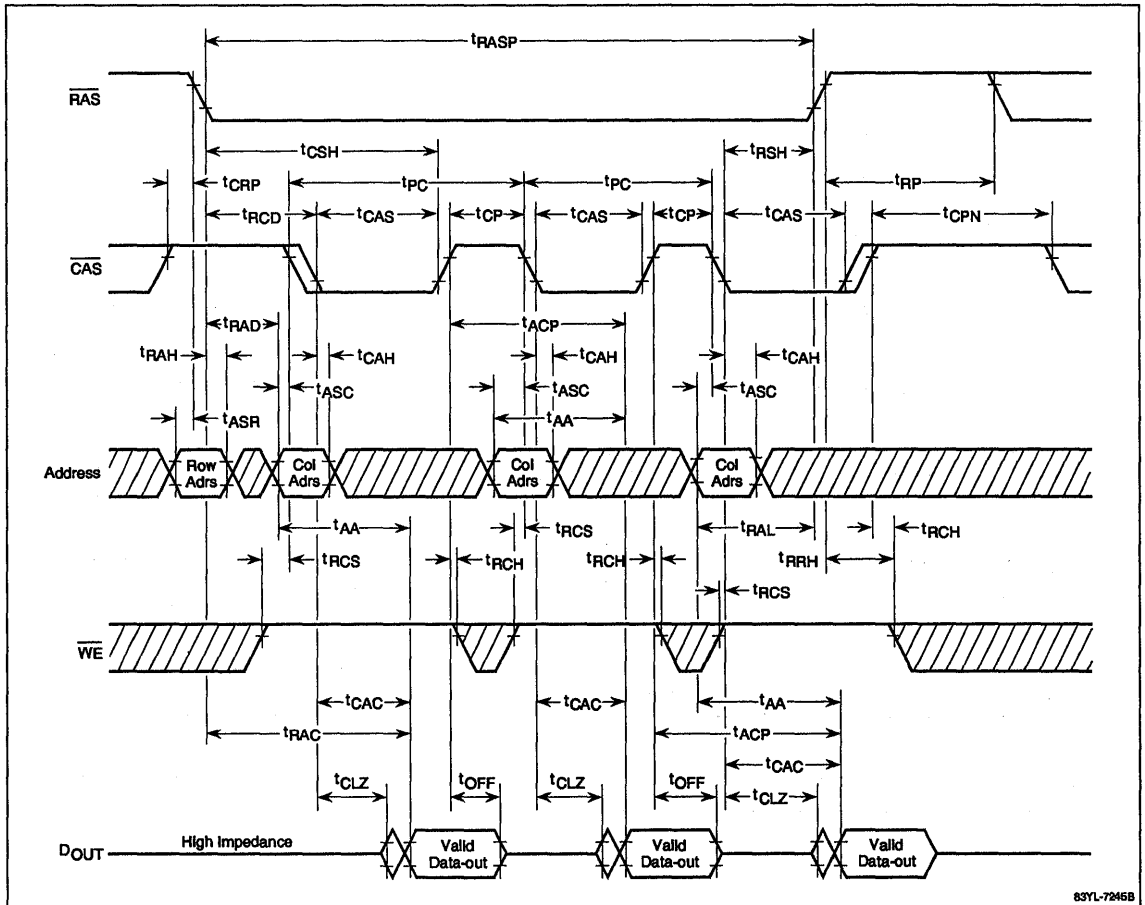 tRASP
RAS
tCSH
tRSH
tCRP
tPC
tPC
tRP
tRCD
tCAS
tCP
tCAS
tCP
tCAS
tCPN
CAS
tRAD
tACP
tRAH
tCAH
tCAH
tCAH
tASC
tASC
tASC
tASR
tAA
Address
Row Adrs
Col Adrs
Col Adrs
Col Adrs
tAA
tRCS
tRAL
tRCH
tRCS
tRCH
tRCH
tRRH
tRCS
WE
tCAC
tCAC
tAA
tRAC
tACP
tCAC
tCLZ
tOFF
tCLZ
tOFF
tCLZ
DOUT
High Impedance
Valid Data-out
Valid Data-out
Valid Data-out
83YL-7245B